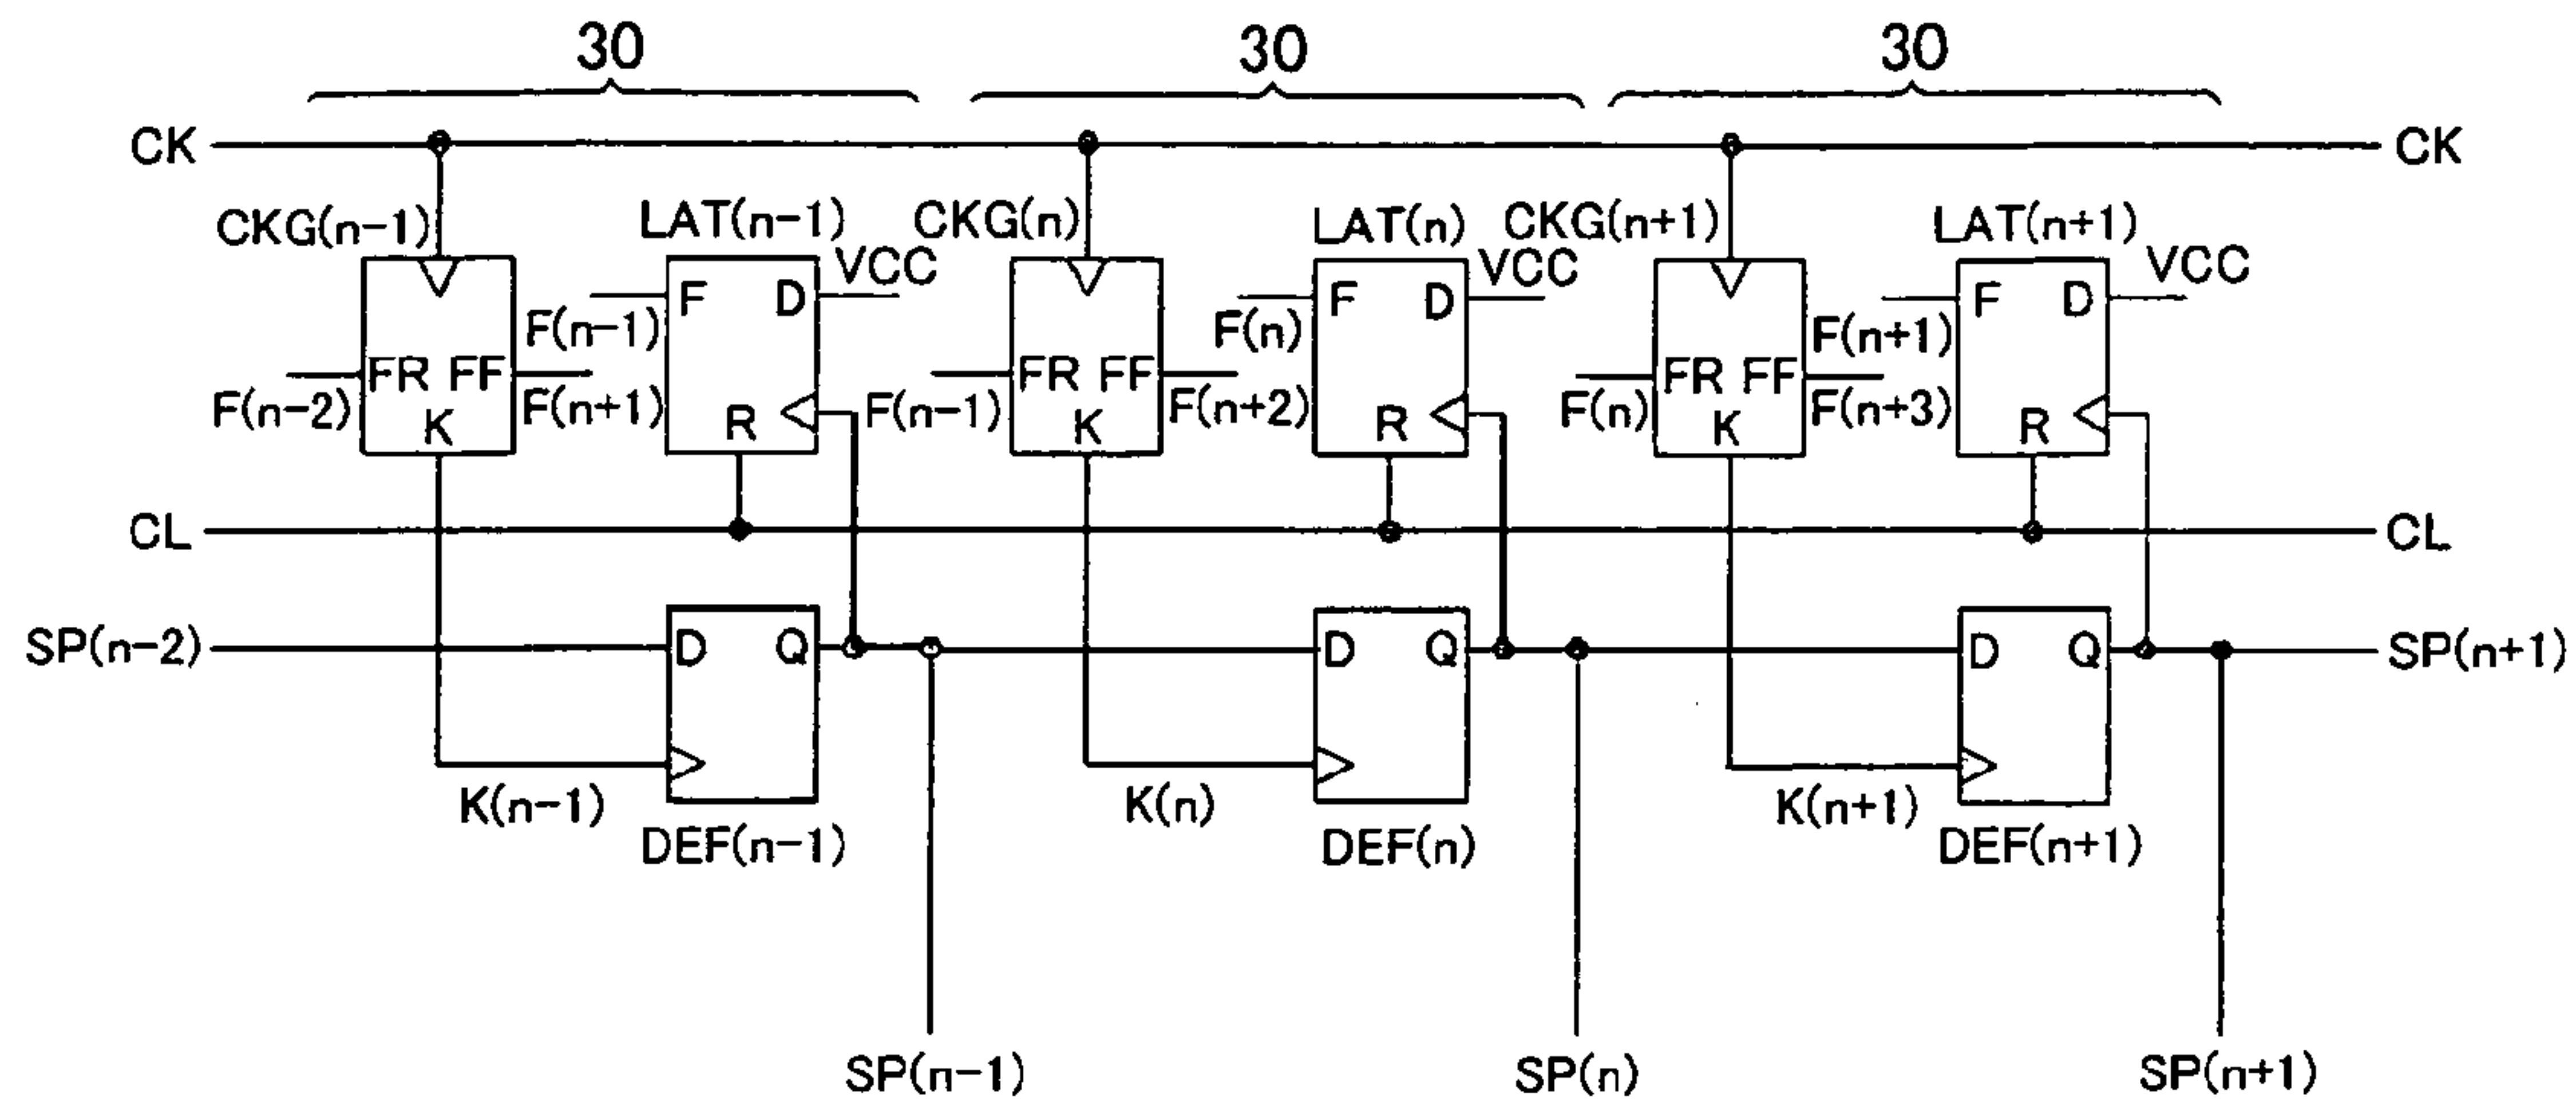 30 30 30
CK CK
LAT(n-1) LAT(n) LAT(n+1)
CKG(n-1) CKG(n) CKG(n+1)
VCC VCC VCC
F D F D F D
F(n-1) F(n) F(n+1)
FR FF FR FF FR FF
F(n-2) F(n+1) F(n-1) F(n+2) F(n) F(n+3)
K R K R K R
CL CL
SP(n-2) D Q D Q D Q SP(n+1)
K(n-1) K(n) K(n+1)
DEF(n-1) DEF(n) DEF(n+1)
SP(n-1) SP(n) SP(n+1)